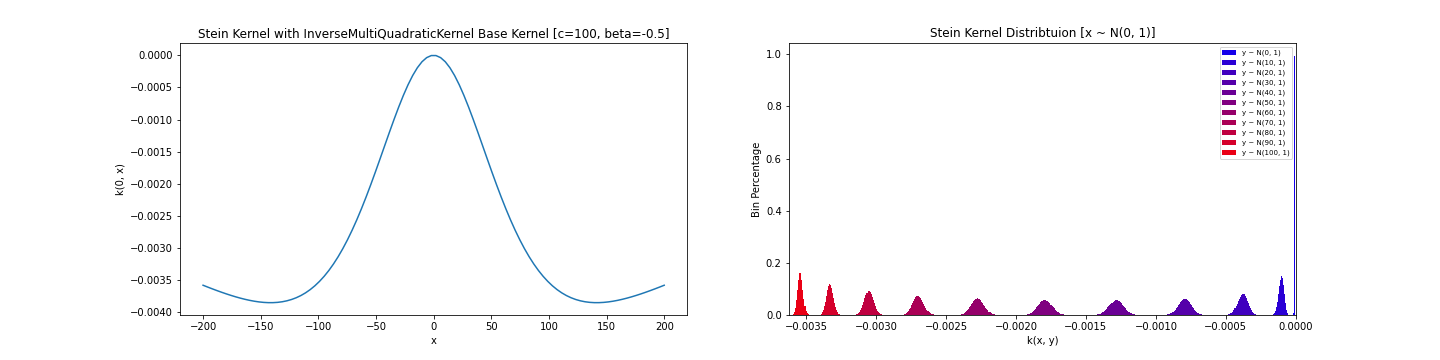 Stein Kernel with InverseMultiQuadraticKernel Base Kernel [c=100, beta=-0.5]
0.0000
−0.0005
−0.0010
−0.0015
−0.0020
−0.0025
−0.0030
−0.0035
−0.0040
k(0, x)
−200
−150
−100
−50
0
50
100
150
200
x
Stein Kernel Distribtuion [x ~ N(0, 1)]
1.0
0.8
0.6
0.4
0.2
0.0
Bin Percentage
y ~ N(0, 1)
y ~ N(10, 1)
y ~ N(20, 1)
y ~ N(30, 1)
y ~ N(40, 1)
y ~ N(50, 1)
y ~ N(60, 1)
y ~ N(70, 1)
y ~ N(80, 1)
y ~ N(90, 1)
y ~ N(100, 1)
−0.0035
−0.0030
−0.0025
−0.0020
−0.0015
−0.0010
−0.0005
0.0000
k(x, y)